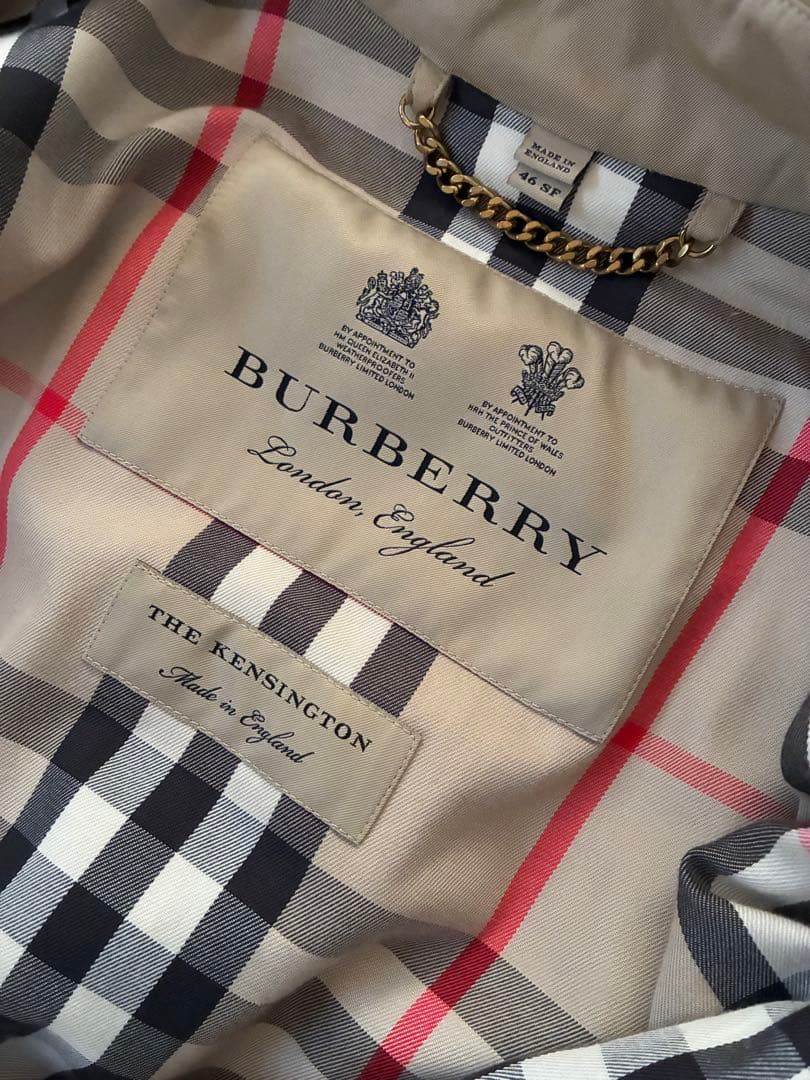 MADE IN
ENGLAND
46 SF
BY APPOINTMENT TO
HM QUEEN ELIZABETH II
WEATHERPROOFERS
BURBERRY LIMITED LONDON
BY APPOINTMENT TO
HRH THE PRINCE OF WALES
OUTFITTERS
BURBERRY LIMITED LONDON
BURBERRY
London, England
THE KENSINGTON
Made in England